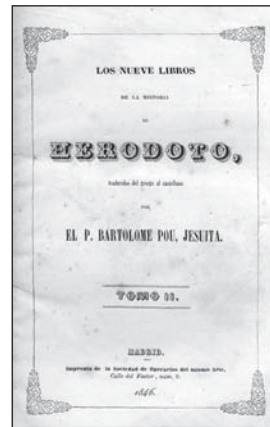 LOS NUEVE LIBROS
DE LA HISTORIA
DE
HERODOTO,
traducidos del griego al castellano
POR
EL P. BARTOLOME POU, JESUITA.
TOMO II.
MADRID.
Imprenta de la Sociedad de Operarios del mismo Arte,
Calle del Factor, num. 9.
1846.